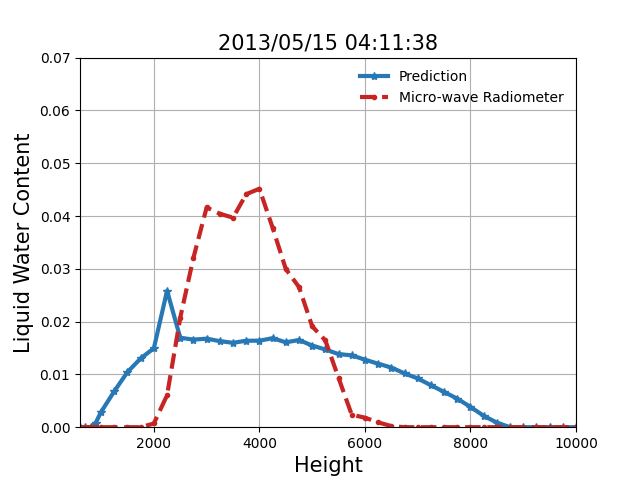 2013/05/15 04:11:38
0.07
0.06
0.05
0.04
0.03
0.02
0.01
0.00
Liquid Water Content
Prediction
Micro-wave Radiometer
2000 4000 6000 8000 10000
Height